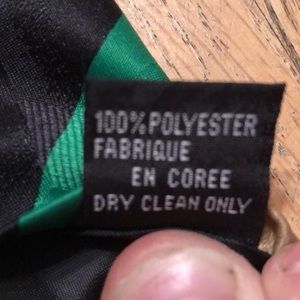 100% POLYESTER
FABRIQUE
EN COREE
DRY CLEAN ONLY